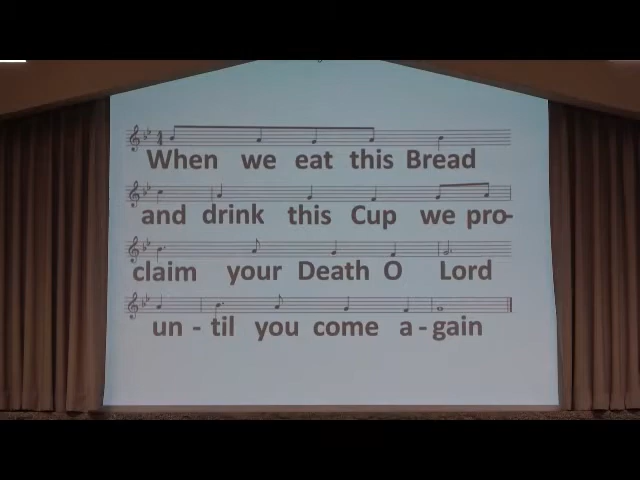 When we eat this Bread
and drink this Cup we pro-
claim your Death O Lord
un - til you come a - gain